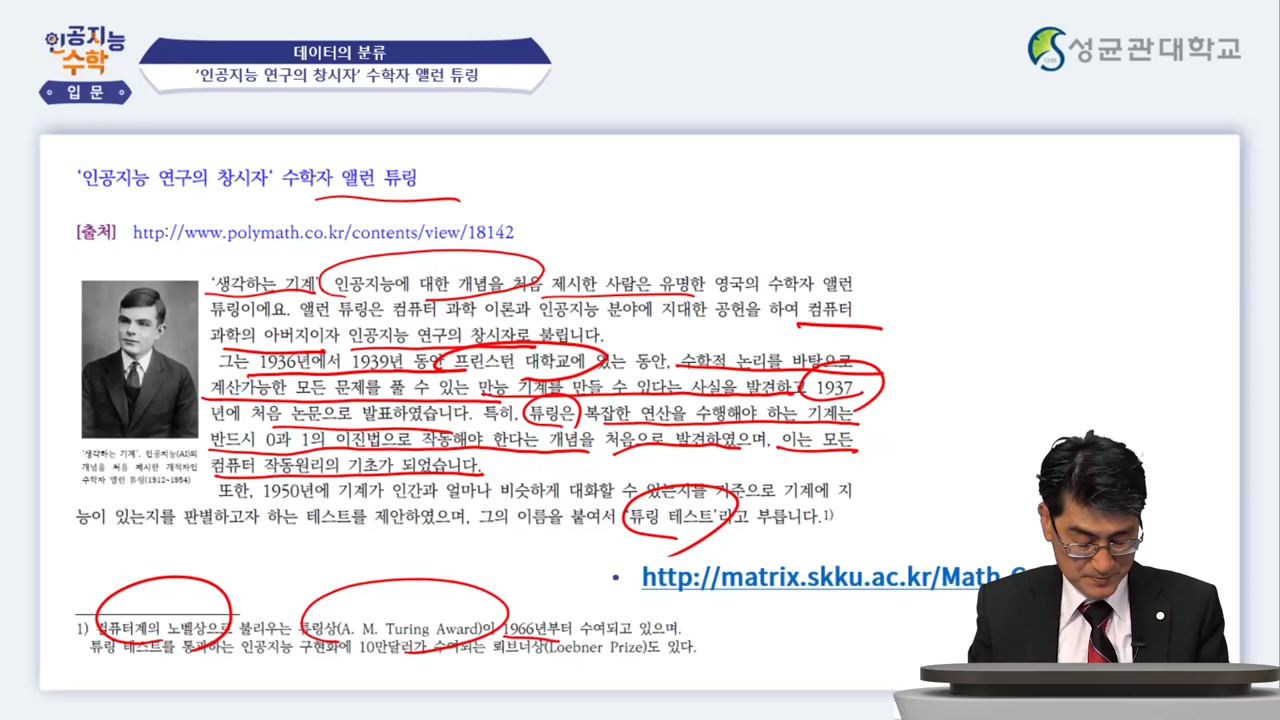 인공지능
수학
입문
데이터의 분류
'인공지능 연구의 창시자' 수학자 앨런 튜링
성균관대학교
'인공지능 연구의 창시자' 수학자 앨런 튜링
[출처] http://www.polymath.co.kr/contents/view/18142
'생각하는 기계' 인공지능에 대한 개념을 처음 제시한 사람은 유명한 영국의 수학자 앨런
튜링이에요. 앨런 튜링은 컴퓨터 과학 이론과 인공지능 분야에 지대한 공헌을 하여 컴퓨터
과학의 아버지이자 인공지능 연구의 창시자로 불립니다.
그는 1936년에서 1939년 동안 프린스턴 대학교에 있는 동안, 수학적 논리를 바탕으로
계산가능한 모든 문제를 풀 수 있는 만능 기계를 만들 수 있다는 사실을 발견하고 1937
년에 처음 논문으로 발표하였습니다. 특히, 튜링은 복잡한 연산을 수행해야 하는 기계는
반드시 0과 1의 이진법으로 작동해야 한다는 개념을 처음으로 발견하였으며, 이는 모든
컴퓨터 작동원리의 기초가 되었습니다.
또한, 1950년에 기계가 인간과 얼마나 비슷하게 대화할 수 있는지를 기준으로 기계에 지
능이 있는지를 판별하고자 하는 테스트를 제안하였으며, 그의 이름을 붙여서 '튜링 테스트'라고 부릅니다.1)
'생각하는 기계'. 인공지능(AI)의
개념을 처음 제시한 개척자인
수학자 앨런 튜링(1912~1954)
• http://matrix.skku.ac.kr/Math
1) 컴퓨터계의 노벨상으로 불리우는 튜링상(A. M. Turing Award)이 1966년부터 수여되고 있으며,
튜링 테스트를 통과하는 인공지능 구현화에 10만달러가 수여되는 뢰브너상(Loebner Prize)도 있다.